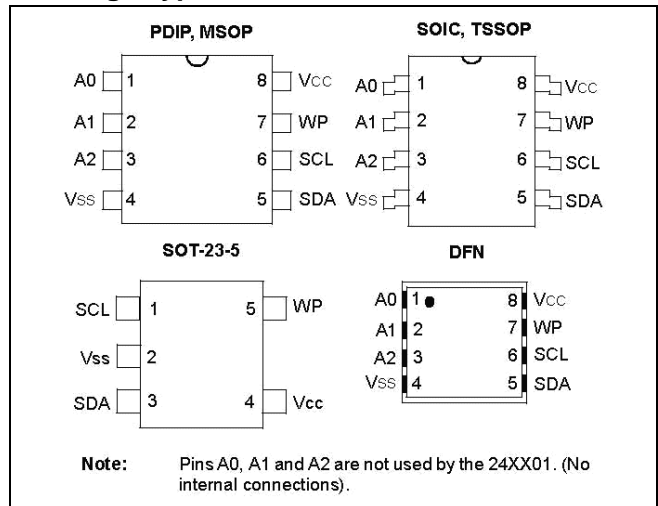 PDIP, MSOP
A0 1 8 VCC
A1 2 7 WP
A2 3 6 SCL
VSS 4 5 SDA
SOIC, TSSOP
A0 1 8 VCC
A1 2 7 WP
A2 3 6 SCL
VSS 4 5 SDA
SOT-23-5
SCL 1 5 WP
Vss 2
SDA 3 4 Vcc
DFN
A0 1 8 VCC
A1 2 7 WP
A2 3 6 SCL
VSS 4 5 SDA
Note: Pins A0, A1 and A2 are not used by the 24XX01. (No
internal connections).